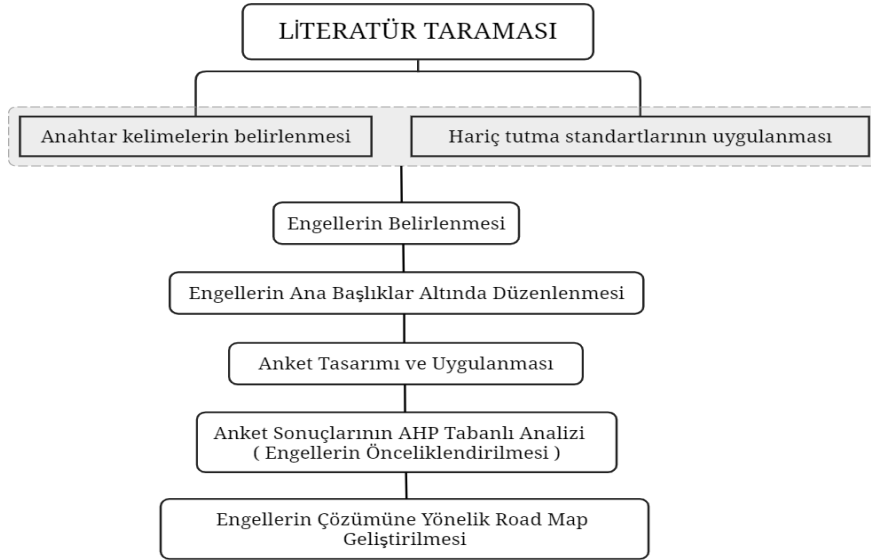 LİTERATÜR TARAMASI
Anahtar kelimelerin belirlenmesi
Hariç tutma standartlarının uygulanması
Engellerin Belirlenmesi
Engellerin Ana Başlıklar Altında Düzenlenmesi
Anket Tasarımı ve Uygulanması
Anket Sonuçlarının AHP Tabanlı Analizi
( Engellerin Önceliklendirilmesi )
Engellerin Çözümüne Yönelik Road Map
Geliştirilmesi